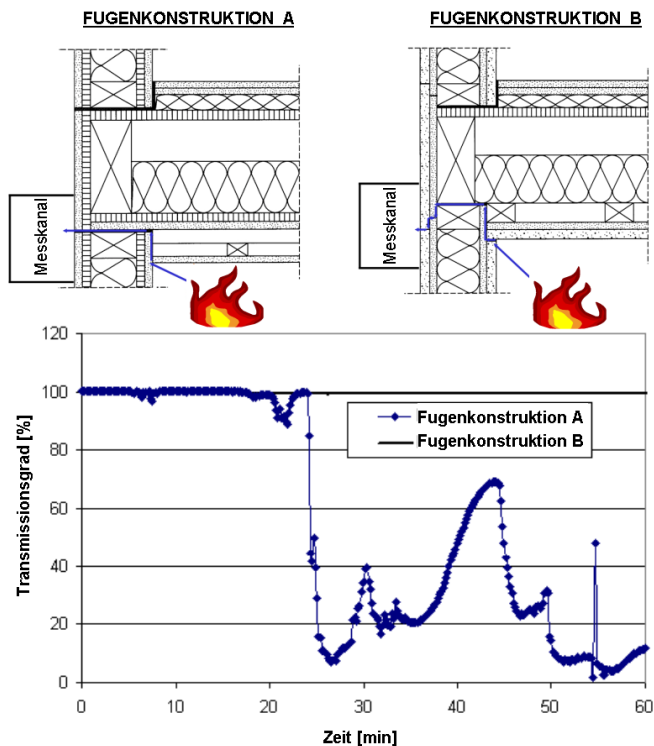 FUGENKONSTRUKTION A
FUGENKONSTRUKTION B
Messkanal
Messkanal
120
100
80
60
40
20
0
Transmissionsgrad [%]
Fugenkonstruktion A
Fugenkonstruktion B
0 10 20 30 40 50 60
Zeit [min]